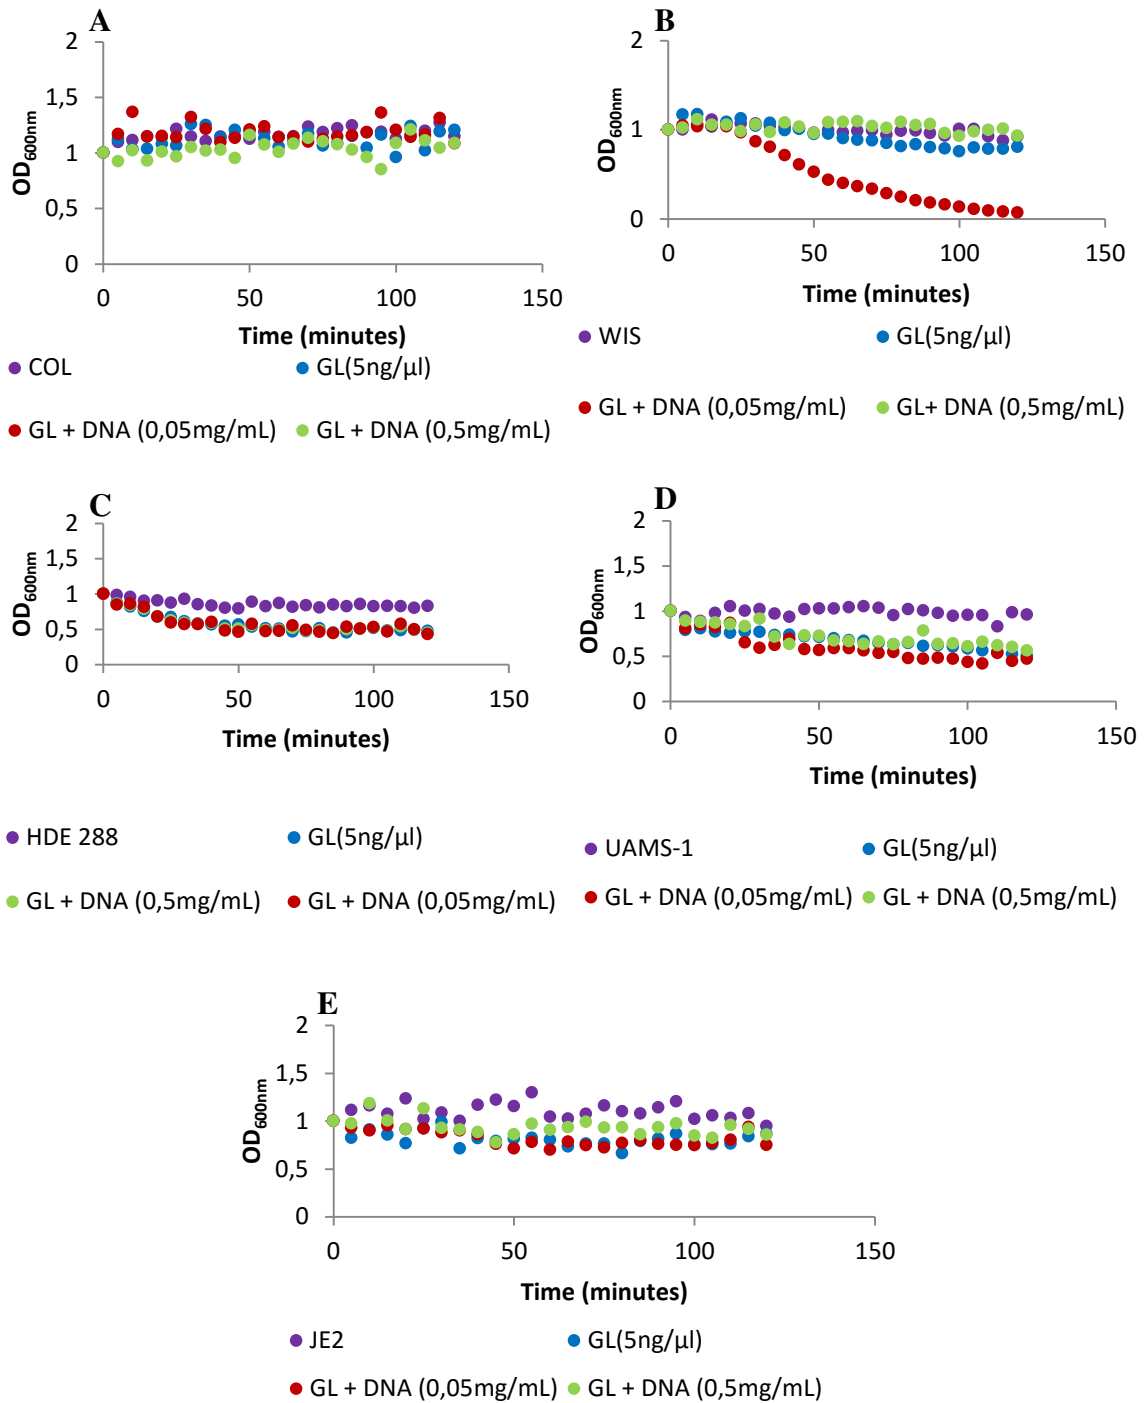 A
2
1,5
1
0,5
0
OD600nm
0 50 100 150
Time (minutes)
COL GL(5ng/µl)
GL + DNA (0,05mg/mL) GL + DNA (0,5mg/mL)
B
2
1
0
OD600nm
0 50 100 150
Time (minutes)
WIS GL(5ng/µl)
GL + DNA (0,05mg/mL) GL+ DNA (0,5mg/mL)
C
2
1,5
1
0,5
0
OD600nm
0 50 100 150
Time (minutes)
HDE 288 GL(5ng/µl)
GL + DNA (0,5mg/mL) GL + DNA (0,05mg/mL)
D
2
1,5
1
0,5
0
OD600nm
0 50 100 150
Time (minutes)
UAMS-1 GL(5ng/µl)
GL + DNA (0,05mg/mL) GL + DNA (0,5mg/mL)
E
2
1,5
1
0,5
0
OD600nm
0 50 100 150
Time (minutes)
JE2 GL(5ng/µl)
GL + DNA (0,05mg/mL) GL + DNA (0,5mg/mL)